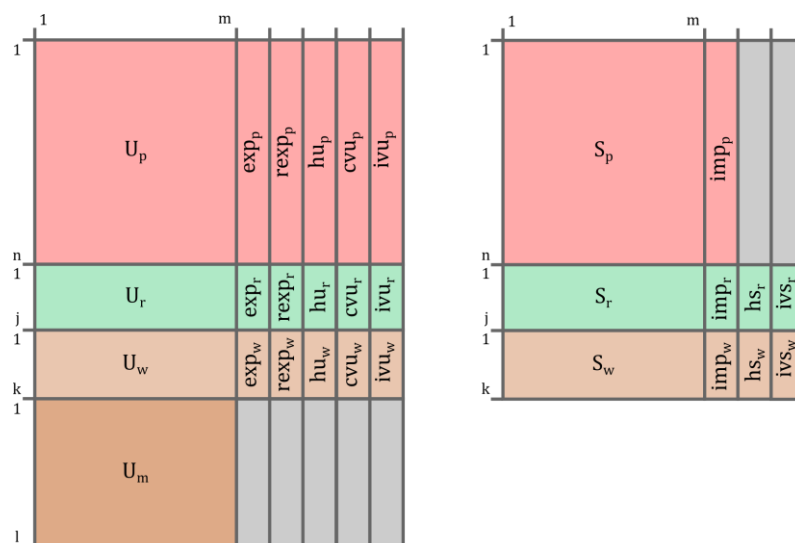 1 m
1 m
1
U_p exp_p rexp_p hu_p cvu_p ivu_p
n
1
U_r exp_r rexp_r hu_r cvu_r ivu_r
j
1
U_w exp_w rexp_w hu_w cvu_w ivu_w
k
1
U_m
l
1
S_p imp_p
n
1
S_r imp_r hs_r ivs_r
j
1
S_w imp_w hs_w ivs_w
k